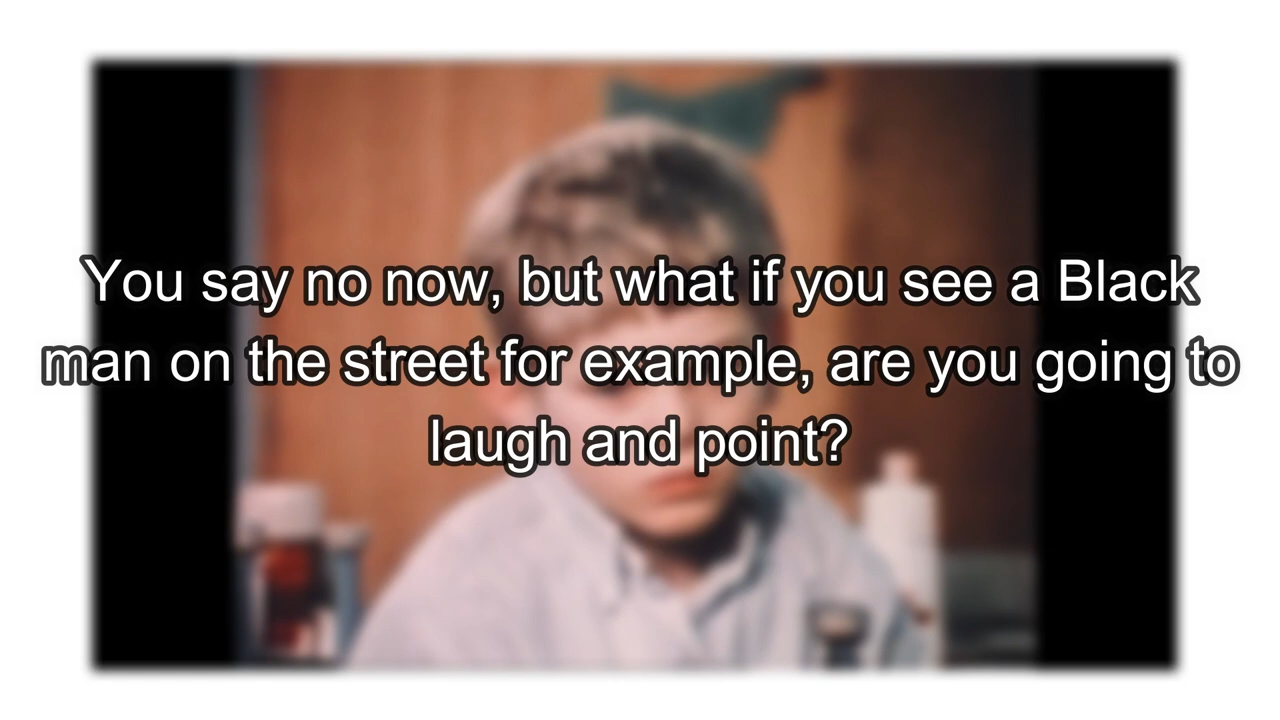 You say no now, but what if you see a Black
man on the street for example, are you going to
laugh and point?